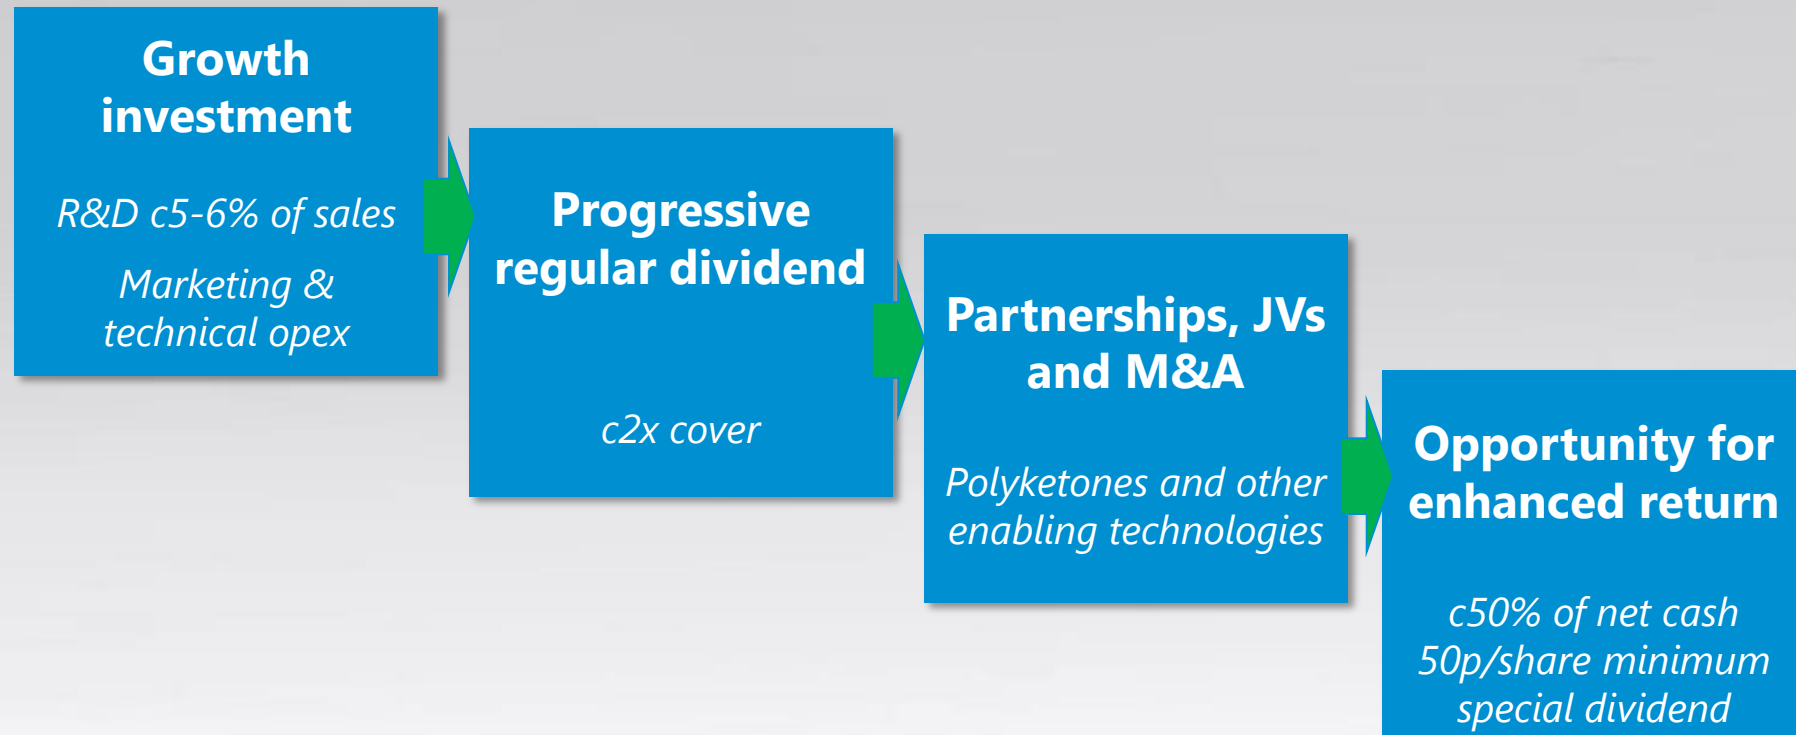 Growth
investment
R&D c5-6% of sales
Marketing &
technical opex
Progressive
regular dividend
c2x cover
Partnerships, JVs
and M&A
Polyketones and other
enabling technologies
Opportunity for
enhanced return
c50% of net cash
50p/share minimum
special dividend